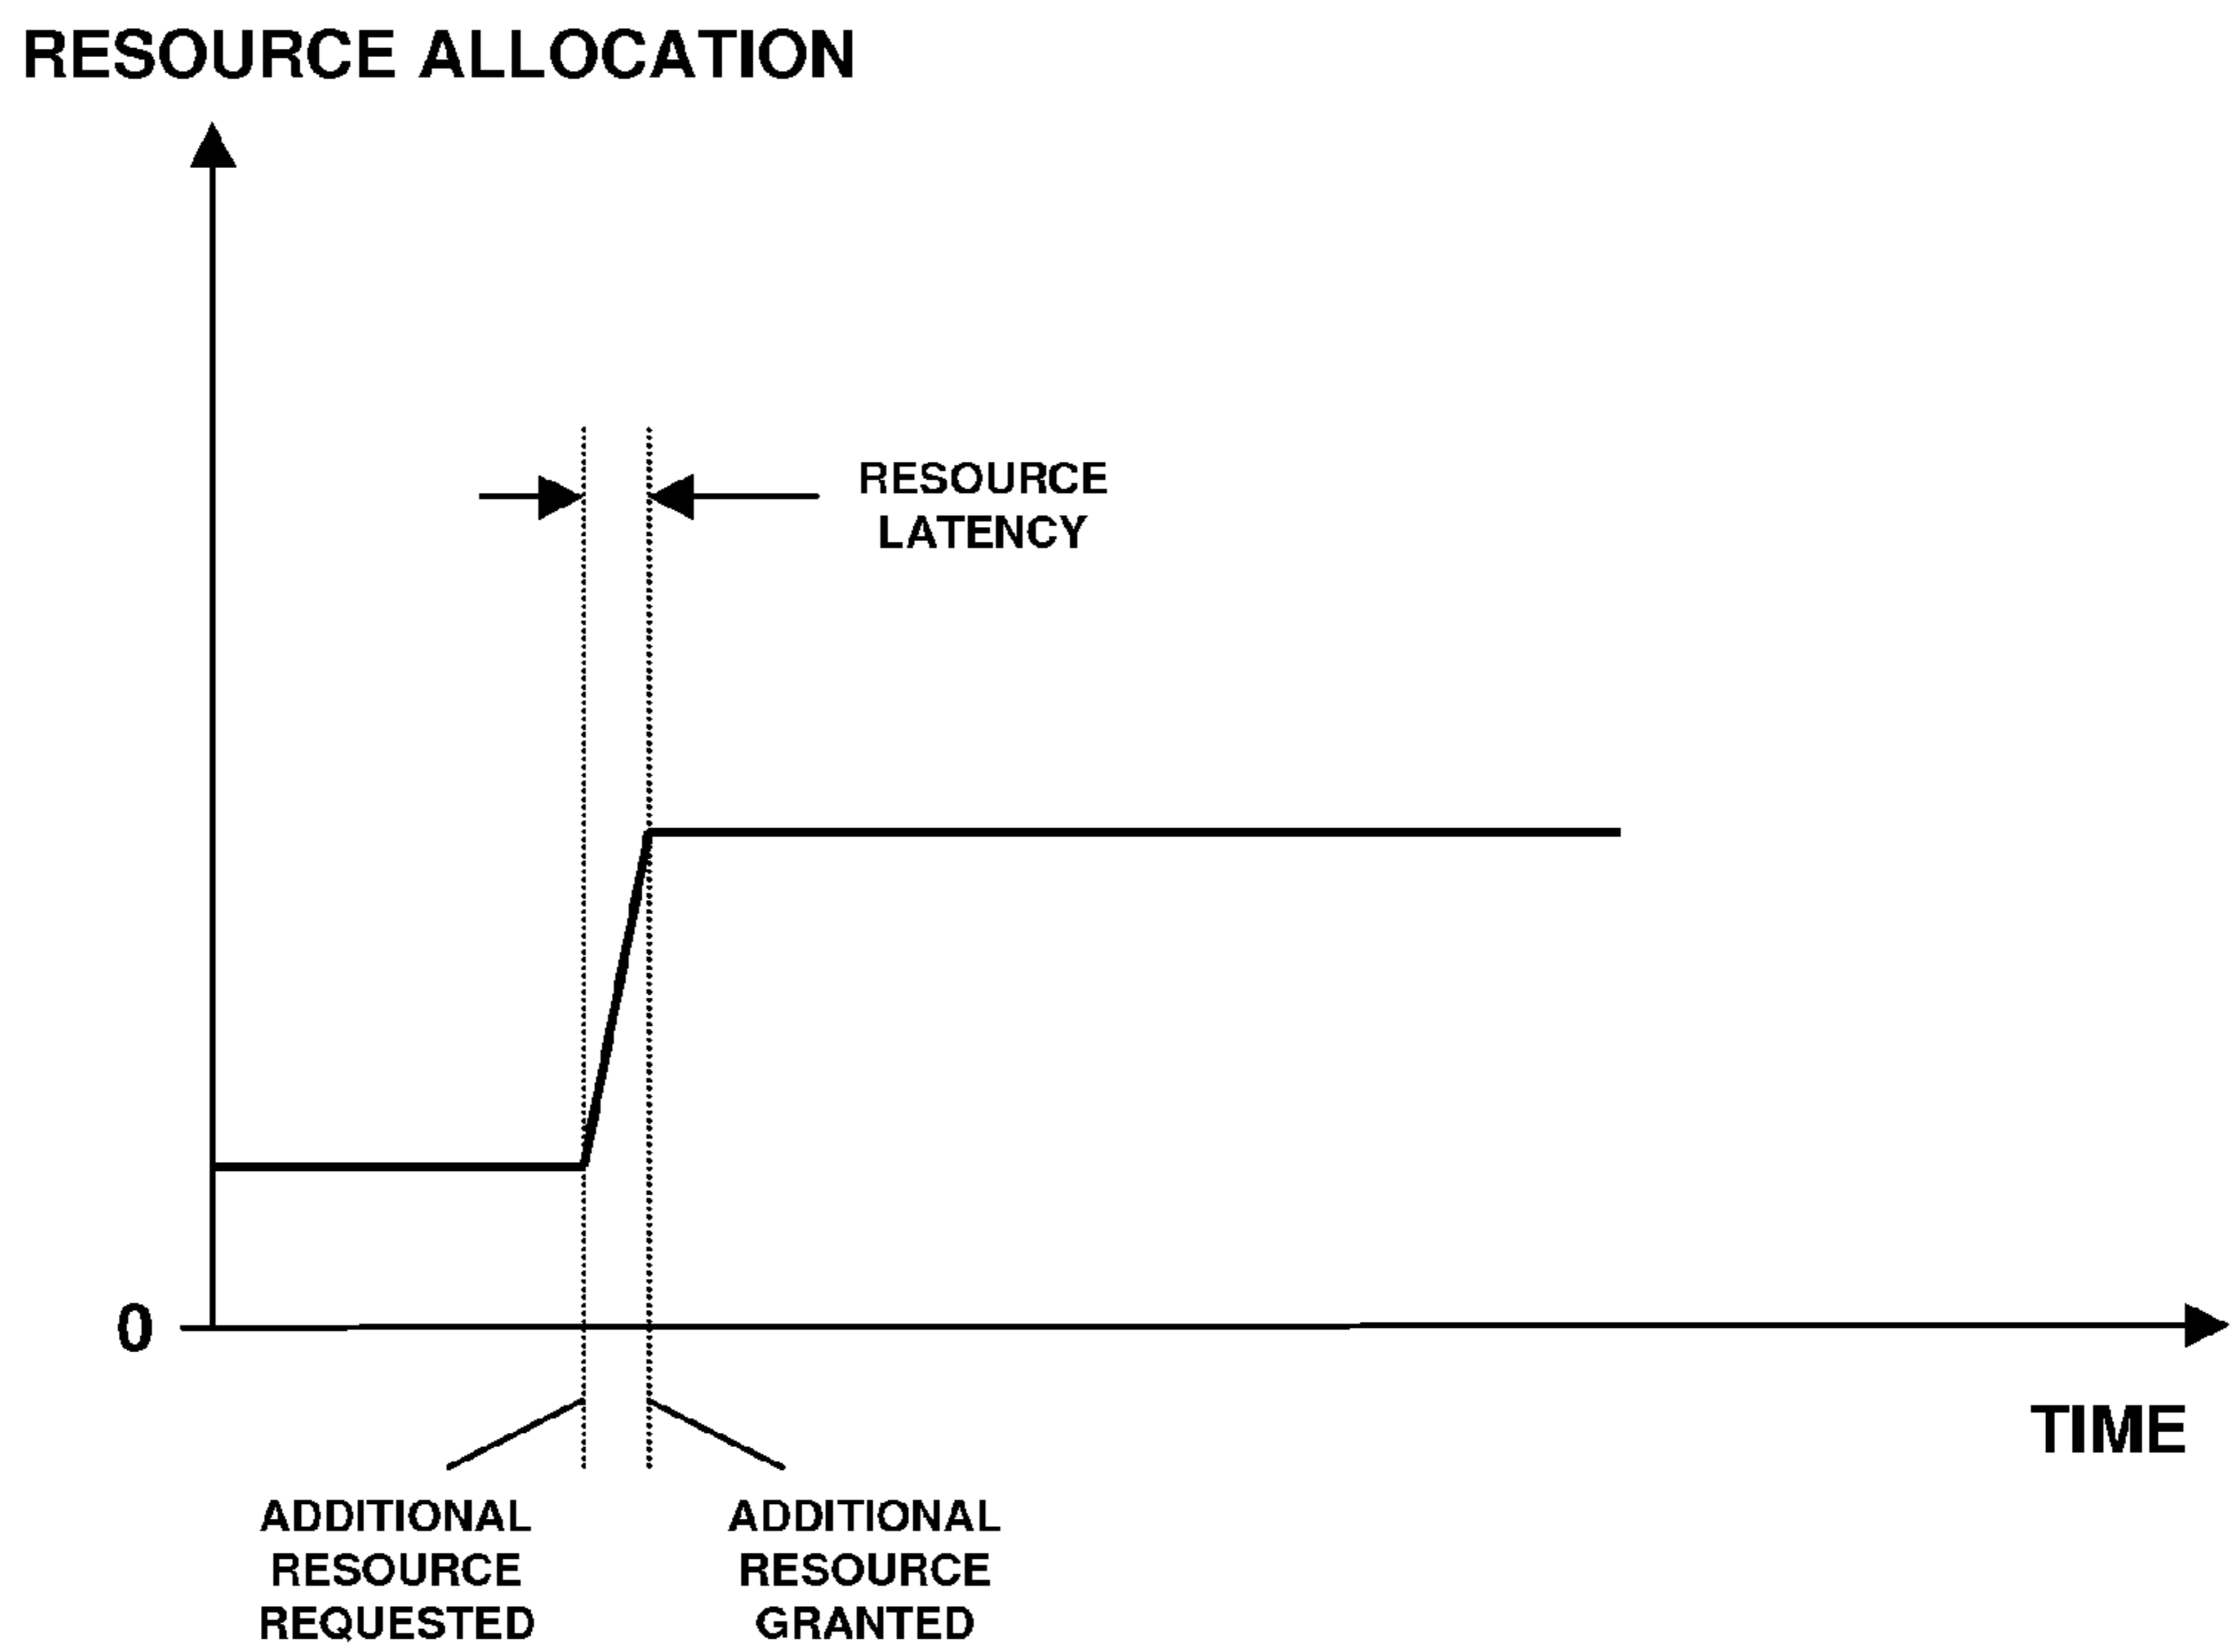 RESOURCE ALLOCATION
RESOURCE
LATENCY
0
TIME
ADDITIONAL
RESOURCE
REQUESTED
ADDITIONAL
RESOURCE
GRANTED